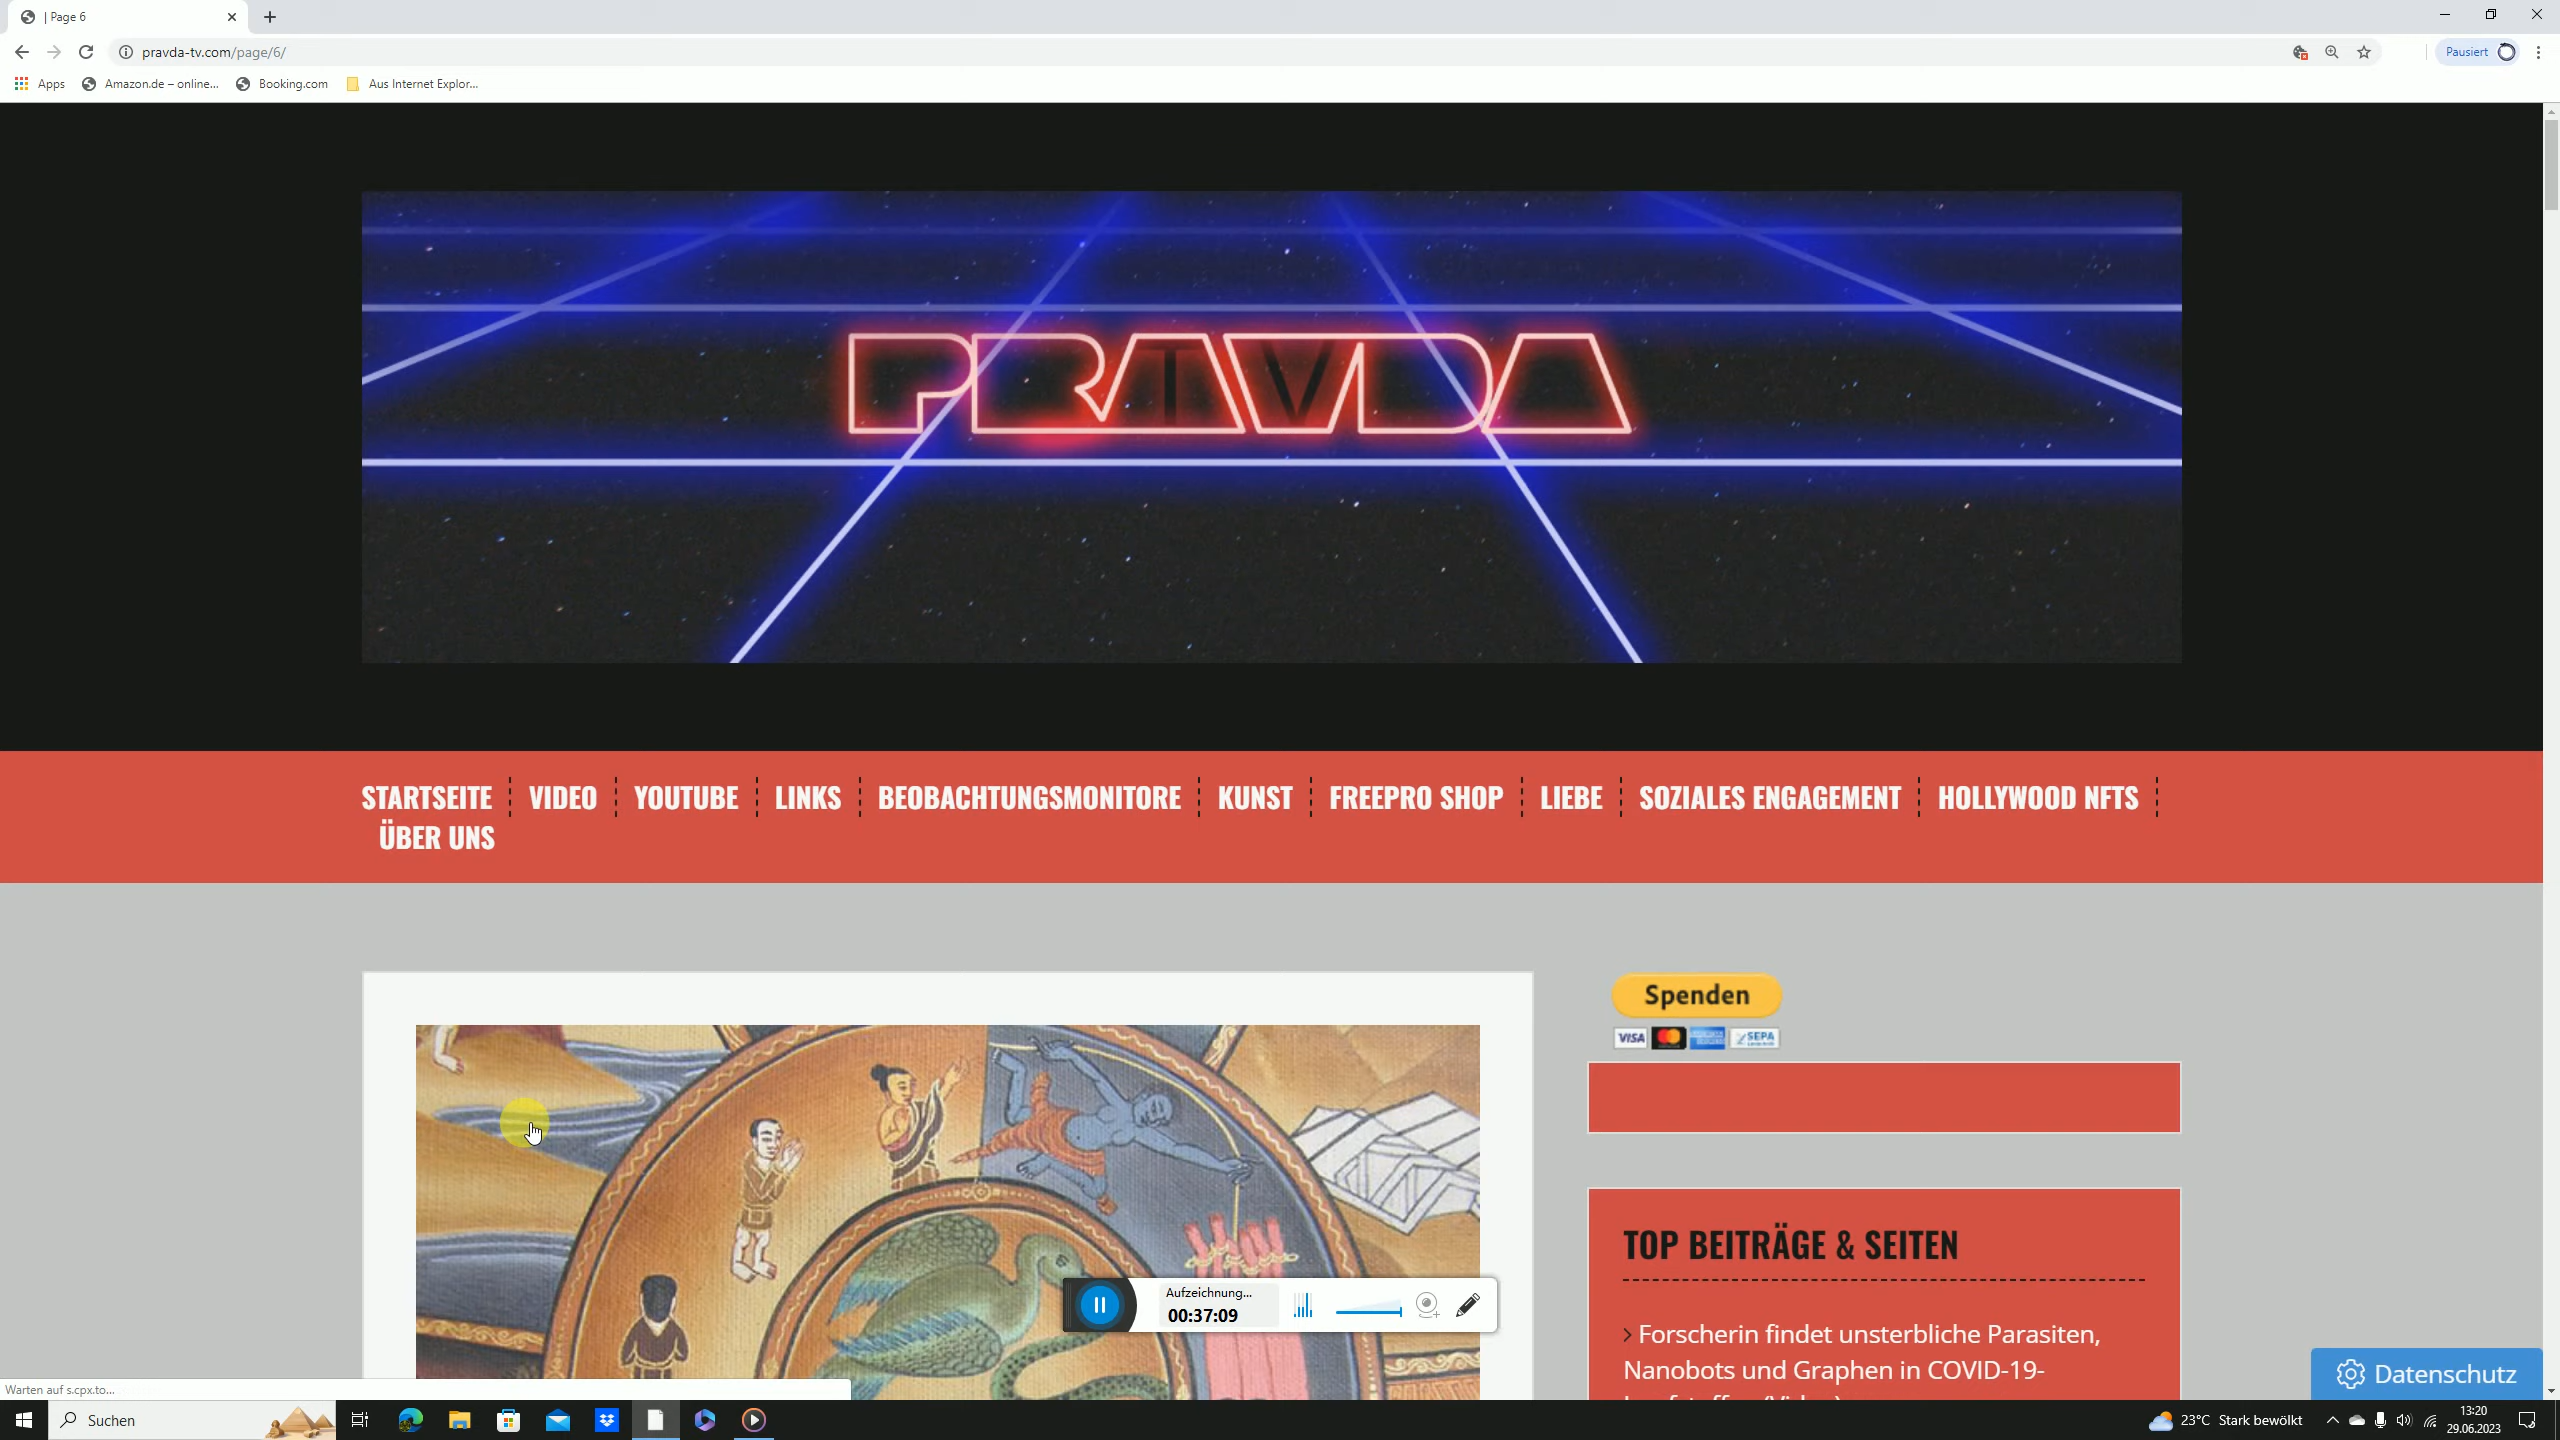 | Page 6
pravda-tv.com/page/6/
Pausiert
Apps
Amazon.de – online...
Booking.com
Aus Internet Explor...
PRAVDA
TV
STARTSEITE
VIDEO
YOUTUBE
LINKS
BEOBACHTUNGSMONITORE
KUNST
FREEPRO SHOP
LIEBE
SOZIALES ENGAGEMENT
HOLLYWOOD NFTS
ÜBER UNS
Spenden
VISA
SEPA
TOP BEITRÄGE & SEITEN
Forscherin findet unsterbliche Parasiten,
Nanobots und Graphen in COVID-19-
Aufzeichnung...
00:37:09
Datenschutz
Warten auf s.cpx.to...
Suchen
23°C Stark bewölkt
13:20
29.06.2023